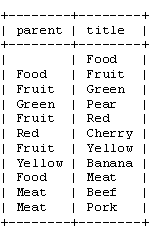 +--------+--------+
| parent | title  |
+--------+--------+
|        | Food   |
| Food   | Fruit  |
| Fruit  | Green  |
| Green  | Pear   |
| Fruit  | Red    |
| Red    | Cherry |
| Fruit  | Yellow |
| Yellow | Banana |
| Food   | Meat   |
| Meat   | Beef   |
| Meat   | Pork   |
+--------+--------+